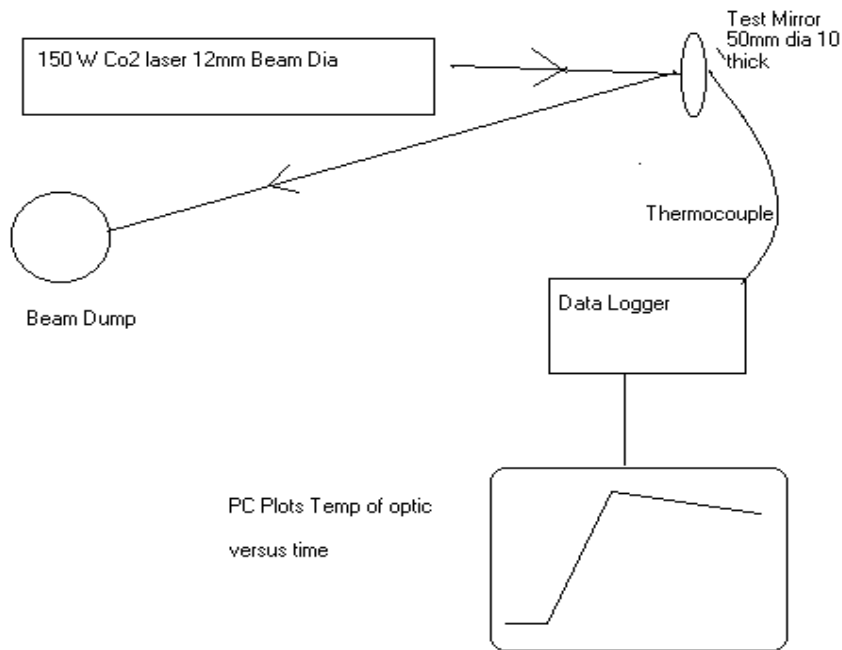 150 W Co2 laser 12mm Beam Dia
Test Mirror
50mm dia 10
thick
Thermocouple
Beam Dump
Data Logger
PC Plots Temp of optic
versus time